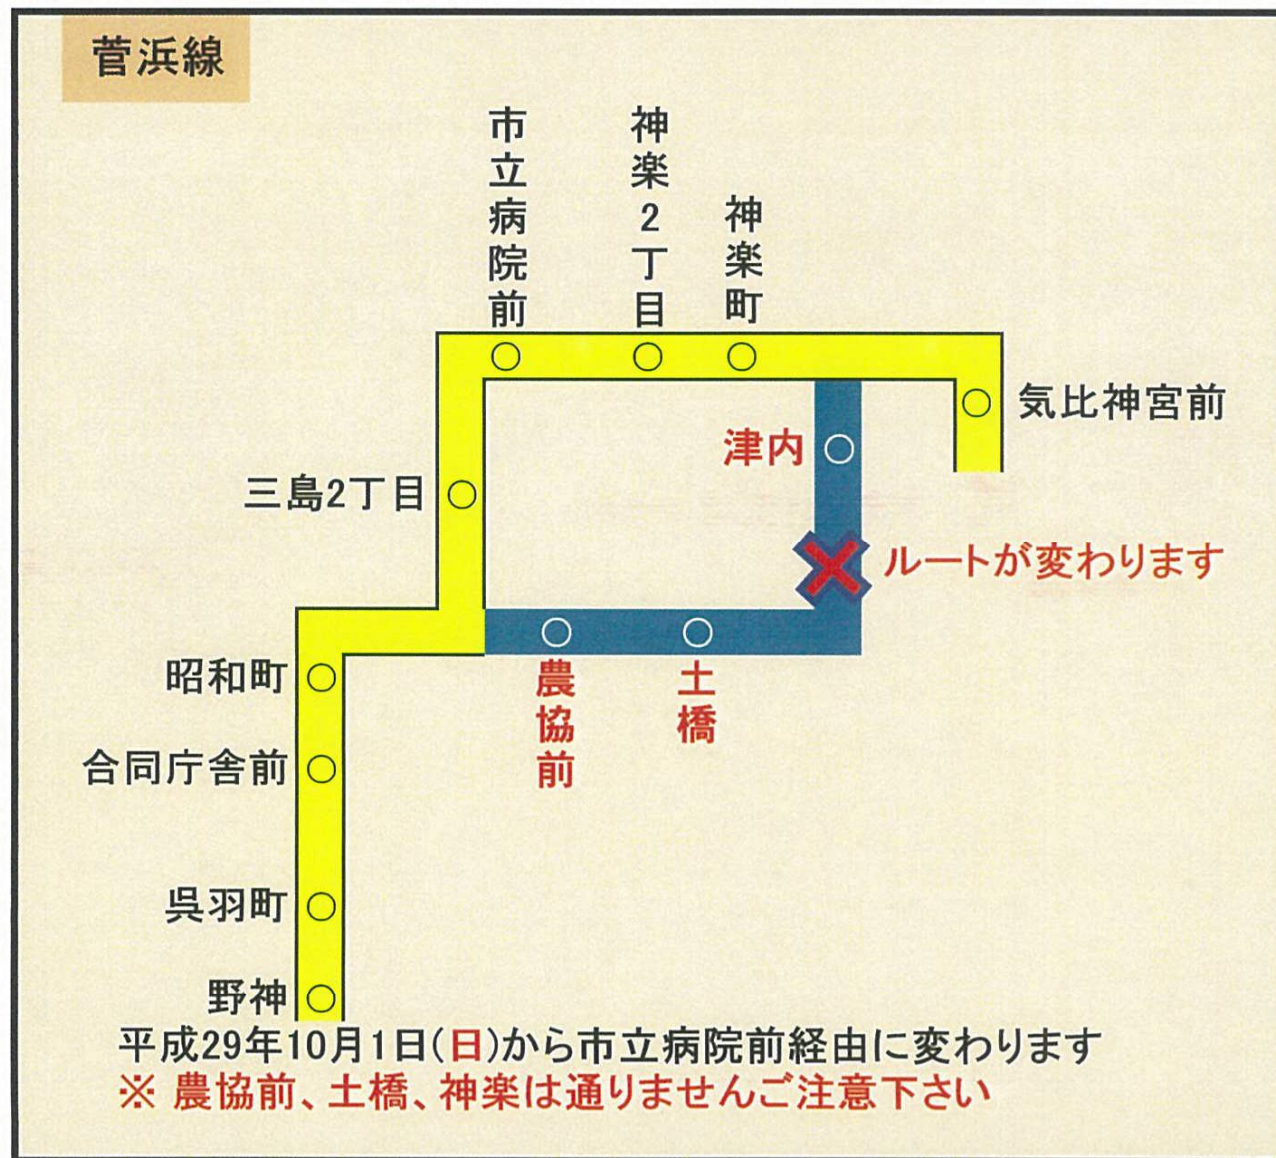 菅浜線
市立病院前
神楽2丁目
神楽町
気比神宮前
津内
三島2丁目
ルートが変わります
昭和町
農協前
土橋
合同庁舎前
呉羽町
野神
平成29年10月1日(日)から市立病院前経由に変わります
※ 農協前、土橋、神楽は通りませんご注意下さい